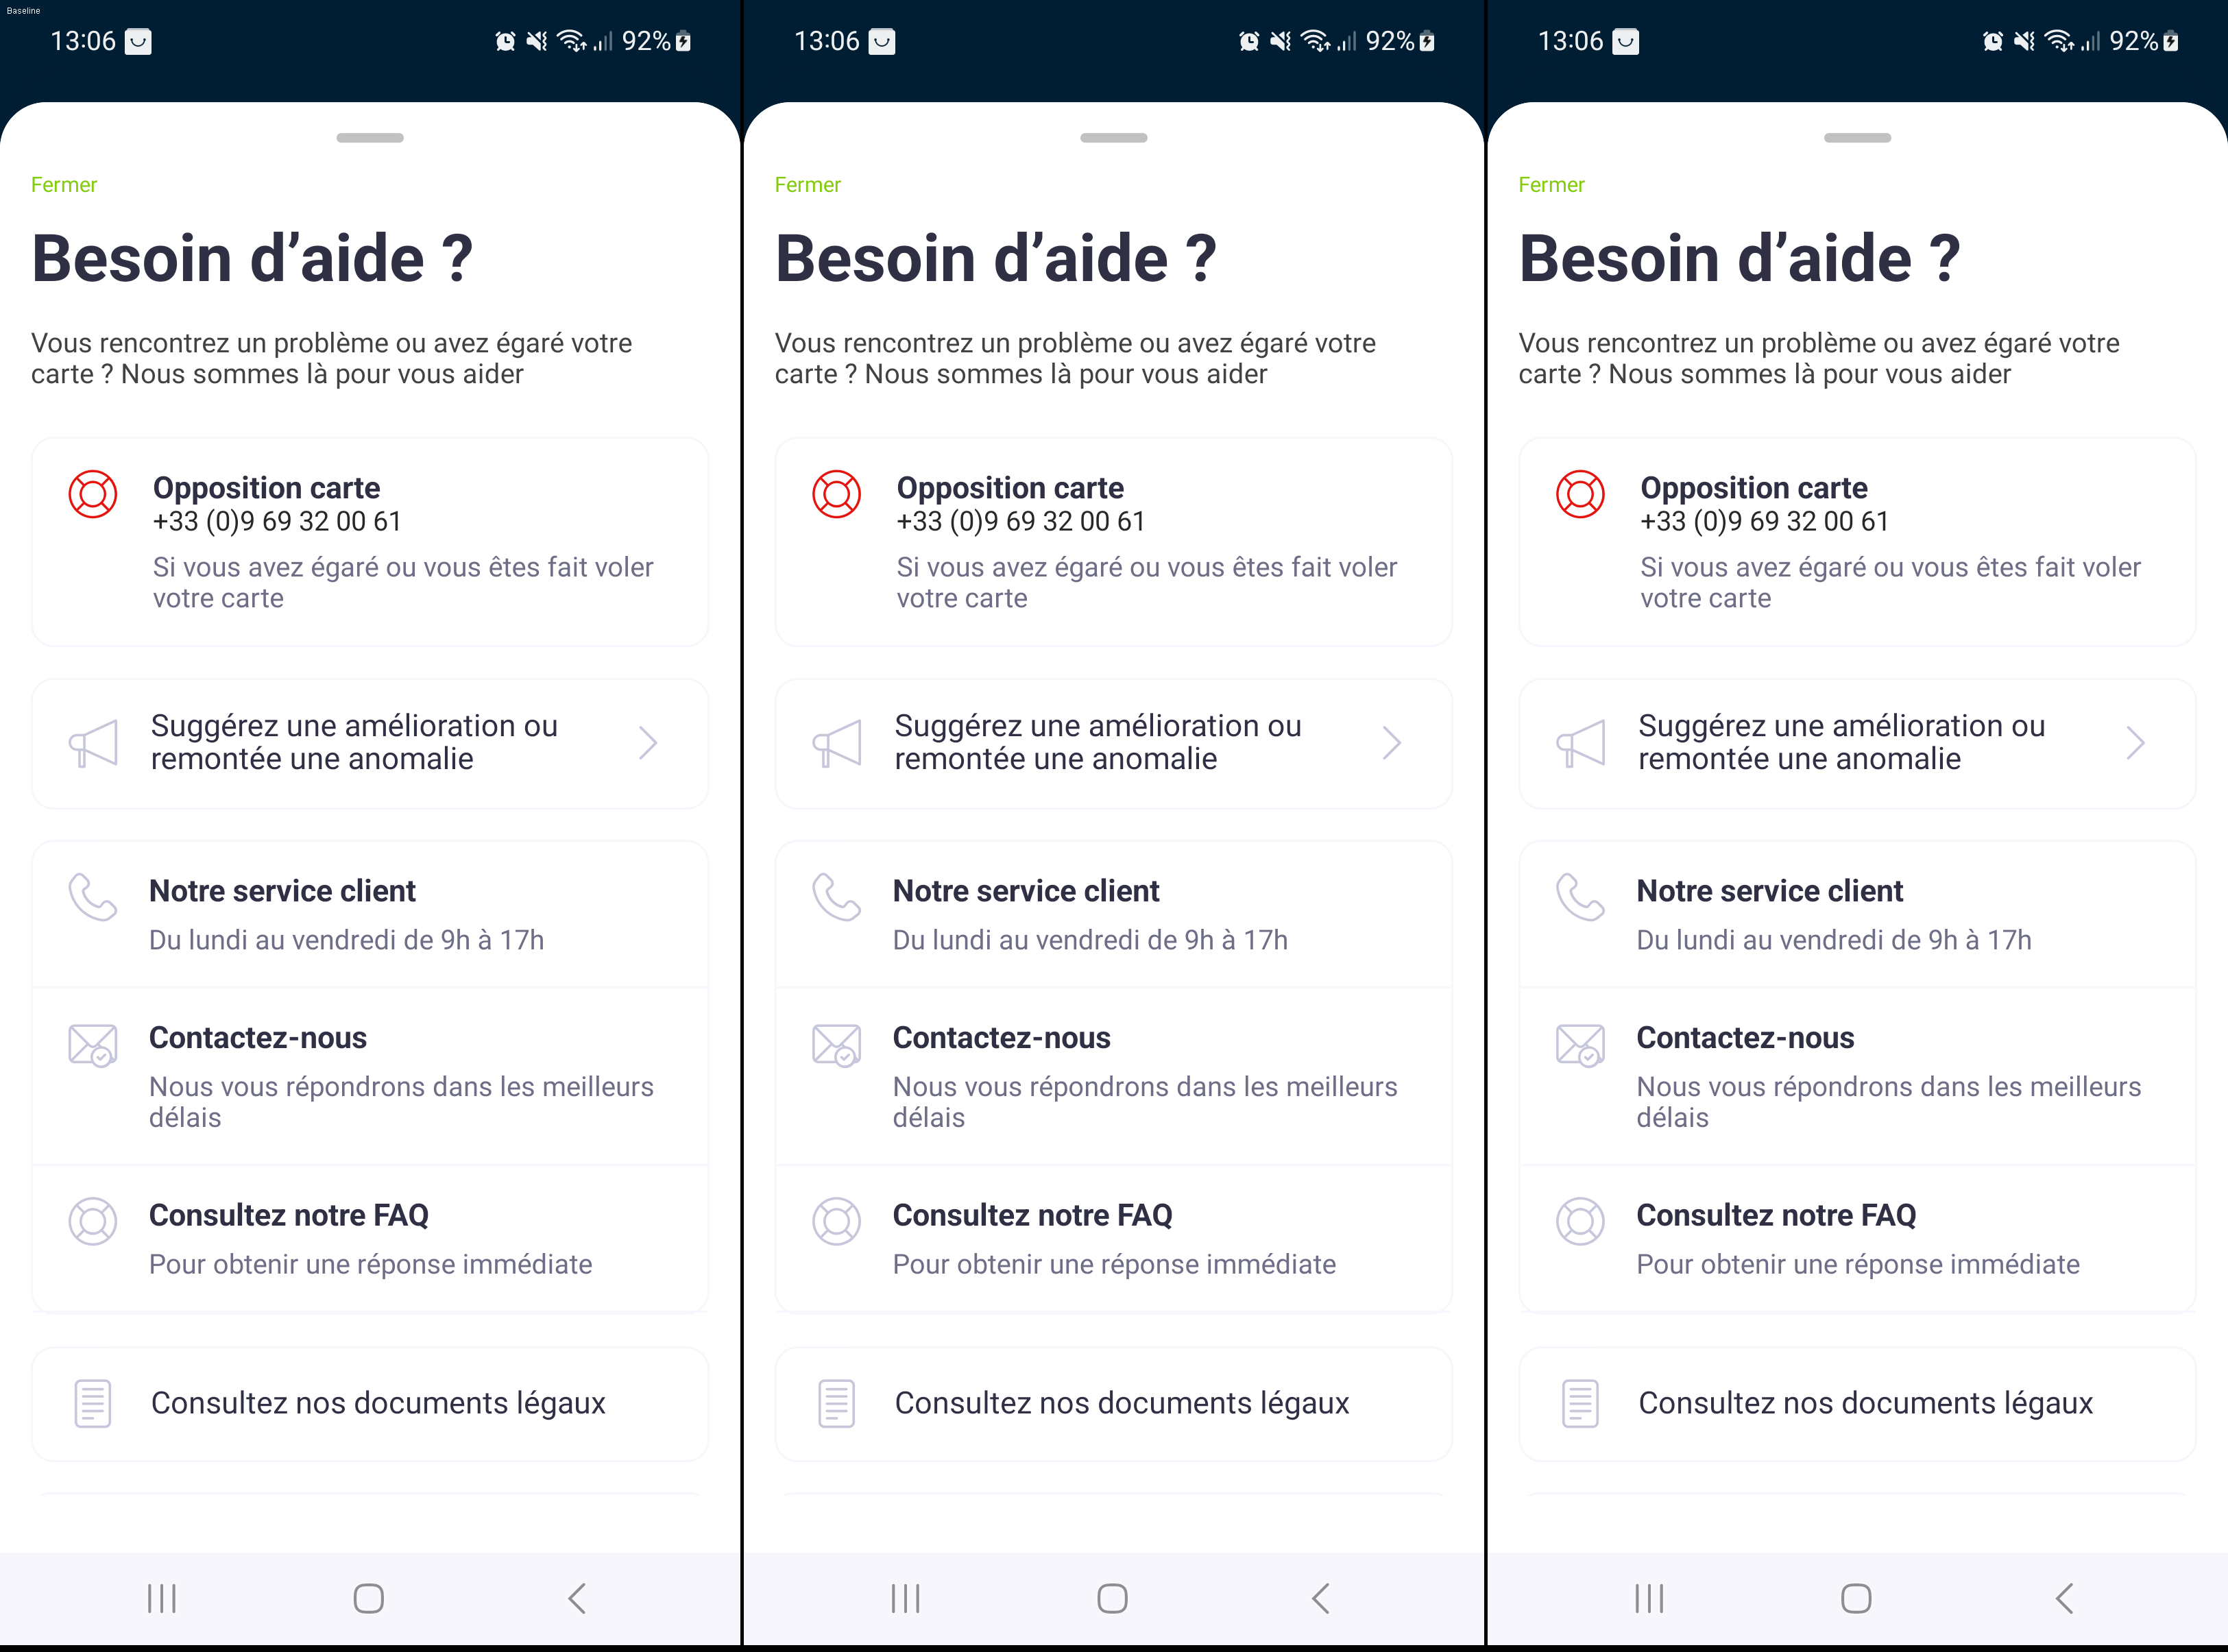 Baseline
13:06
92%
Fermer
Besoin d’aide ?
Vous rencontrez un problème ou avez égaré votre
carte ? Nous sommes là pour vous aider
Opposition carte
+33 (0)9 69 32 00 61
Si vous avez égaré ou vous êtes fait voler
votre carte
Suggérez une amélioration ou
remontée une anomalie
Notre service client
Du lundi au vendredi de 9h à 17h
Contactez-nous
Nous vous répondrons dans les meilleurs
délais
Consultez notre FAQ
Pour obtenir une réponse immédiate
Consultez nos documents légaux
13:06
92%
Fermer
Besoin d’aide ?
Vous rencontrez un problème ou avez égaré votre
carte ? Nous sommes là pour vous aider
Opposition carte
+33 (0)9 69 32 00 61
Si vous avez égaré ou vous êtes fait voler
votre carte
Suggérez une amélioration ou
remontée une anomalie
Notre service client
Du lundi au vendredi de 9h à 17h
Contactez-nous
Nous vous répondrons dans les meilleurs
délais
Consultez notre FAQ
Pour obtenir une réponse immédiate
Consultez nos documents légaux
13:06
92%
Fermer
Besoin d’aide ?
Vous rencontrez un problème ou avez égaré votre
carte ? Nous sommes là pour vous aider
Opposition carte
+33 (0)9 69 32 00 61
Si vous avez égaré ou vous êtes fait voler
votre carte
Suggérez une amélioration ou
remontée une anomalie
Notre service client
Du lundi au vendredi de 9h à 17h
Contactez-nous
Nous vous répondrons dans les meilleurs
délais
Consultez notre FAQ
Pour obtenir une réponse immédiate
Consultez nos documents légaux